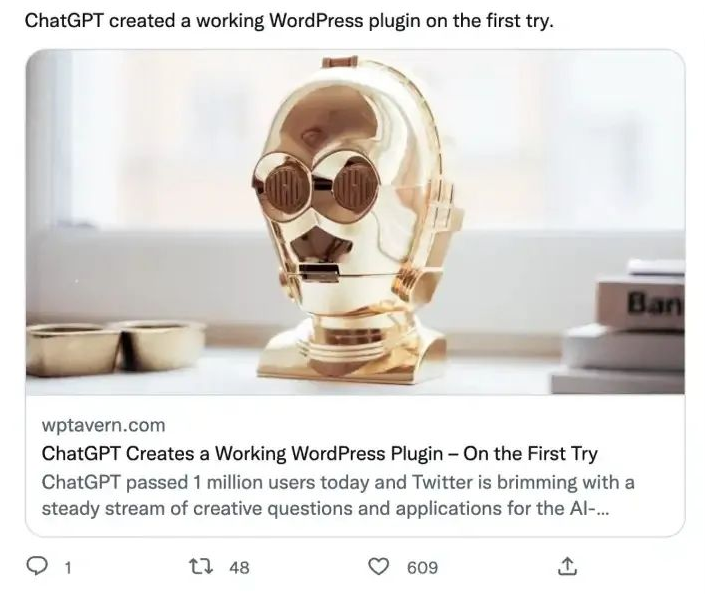 ChatGPT created a working WordPress plugin on the first try.
Ban
wptavern.com
ChatGPT Creates a Working WordPress Plugin – On the First Try
ChatGPT passed 1 million users today and Twitter is brimming with a
steady stream of creative questions and applications for the AI-...
1 48 609